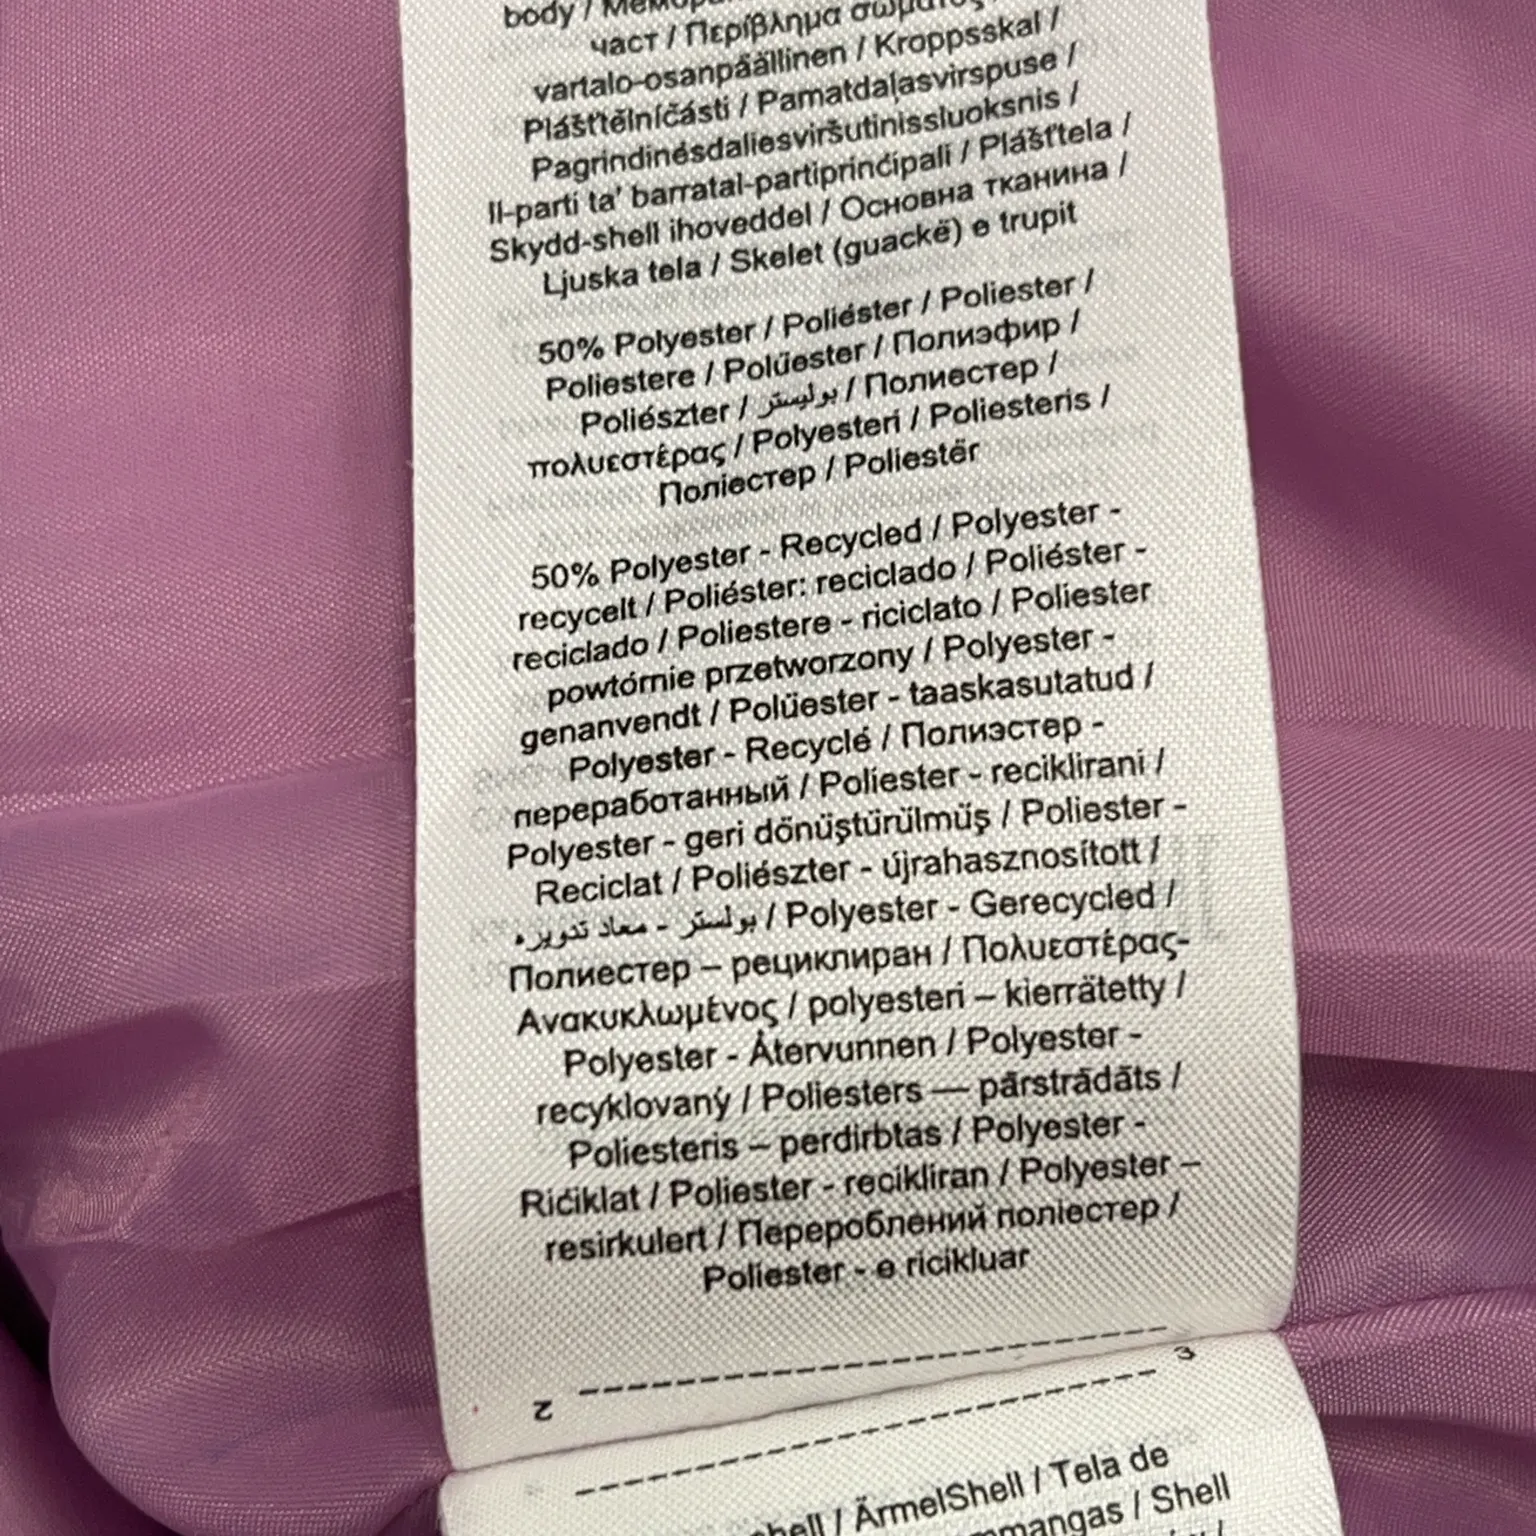 body /
част / Περίβλημα σώματος
vartalo-osanpäällinen / Kroppsskal /
Plášťtělníčásti / Pamatdaļasvirspuse /
Pagrindinėsdaliesviršutinissluoksnis /
Il-parti ta' barratal-partiprinċipali / Plášťtela /
Skydd-shell ihoveddel / Основна тканина /
Ljuska tela / Skelet (guackë) e trupit
50% Polyester / Poliéster / Poliester /
Poliestere / Polüester / Полиэфир /
Poliészter / بوليستر / Полиестер /
πολυεστέρας / Polyesteri / Poliesteris /
Поліестер / Poliestër
50% Polyester - Recycled / Polyester -
recycelt / Poliéster: reciclado / Poliéster -
reciclado / Poliestere - riciclato / Poliester
powtórnie przetworzony / Polyester -
genanvendt / Polüester - taaskasutatud /
Polyester - Recyclé / Полиэстер -
переработанный / Poliester - reciklirani /
Polyester - geri dönüştürülmüş / Poliester -
Reciclat / Poliészter - újrahasznosított /
بولستر - معاد تدويره / Polyester - Gerecycled /
Полиестер – рециклиран / Πολυεστέρας-
Ανακυκλωμένος / polyesteri – kierrätetty /
Polyester - Återvunnen / Polyester -
recyklovaný / Poliesters — pārstrādāts /
Poliesteris – perdirbtas / Polyester -
Riċiklat / Poliester - recikliran / Polyester –
resirkulert / Перероблений поліестер /
Poliester - e ricikluar
2
3
shell / ÄrmelShell / Tela de
mangas / Shell